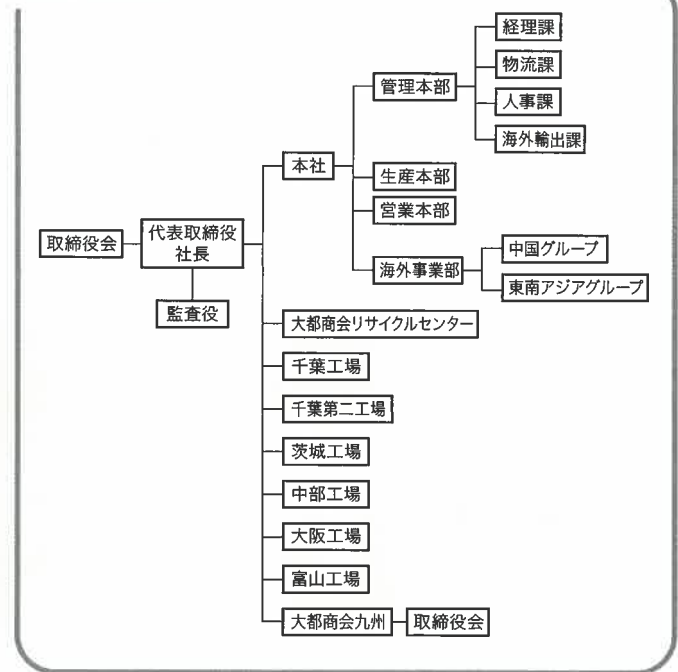 経理課
物流課
管理本部
人事課
海外輸出課
本社
生産本部
営業本部
取締役会
代表取締役
社長
海外事業部
中国グループ
東南アジアグループ
監査役
大都商会リサイクルセンター
千葉工場
千葉第二工場
茨城工場
中部工場
大阪工場
富山工場
大都商会九州
取締役会